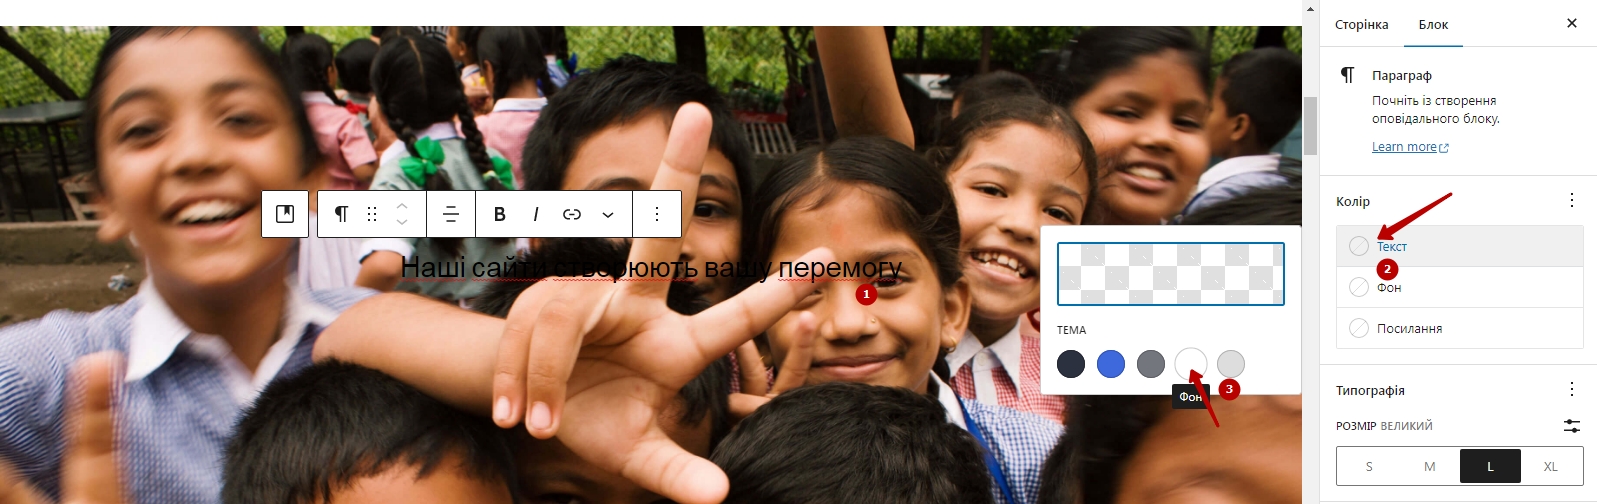 Сторінка
Блок
Параграф
Почніть із створення
оповідального блоку.
Learn more
Колір
Текст
2
Фон
Посилання
Типографія
РОЗМІР ВЕЛИКИЙ
S M L XL
B I
Наші сайти створюють вашу перемогу
1
ТЕМА
Фон
3